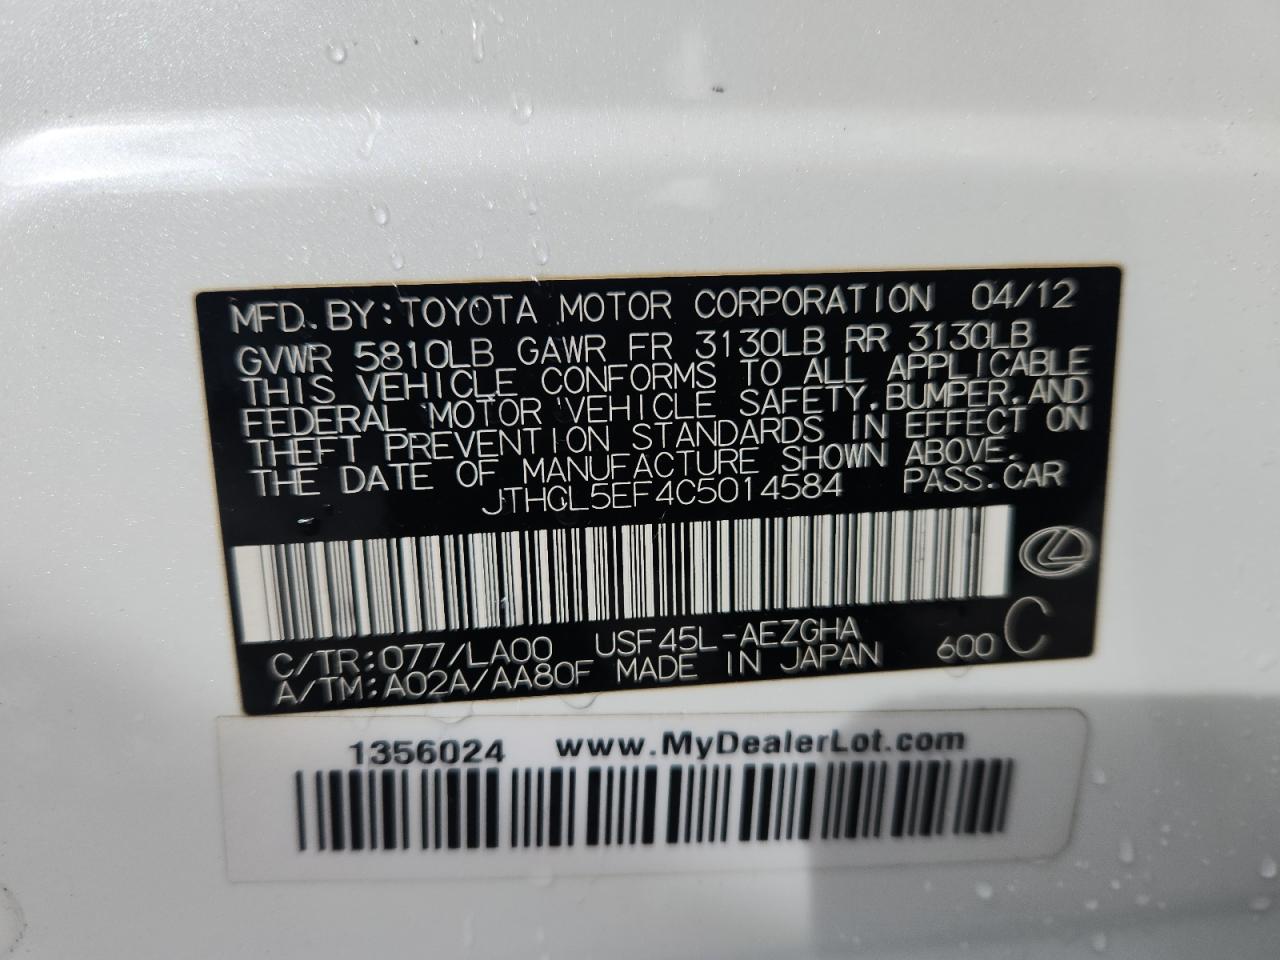 MFD. BY: TOYOTA MOTOR CORPORATION 04/12
GVWR 5810LB GAWR FR 3130LB RR 3130LB
THIS VEHICLE CONFORMS TO ALL APPLICABLE
FEDERAL MOTOR VEHICLE SAFETY, BUMPER, AND
THEFT PREVENTION STANDARDS IN EFFECT ON
THE DATE OF MANUFACTURE SHOWN ABOVE.
JTHGL5EF4C5014584 PASS. CAR
C/TR: 077/LA00 USF45L-AEZGHA
A/TM: A02A/AA80F MADE IN JAPAN 600 C
1356024 www.MyDealerLot.com